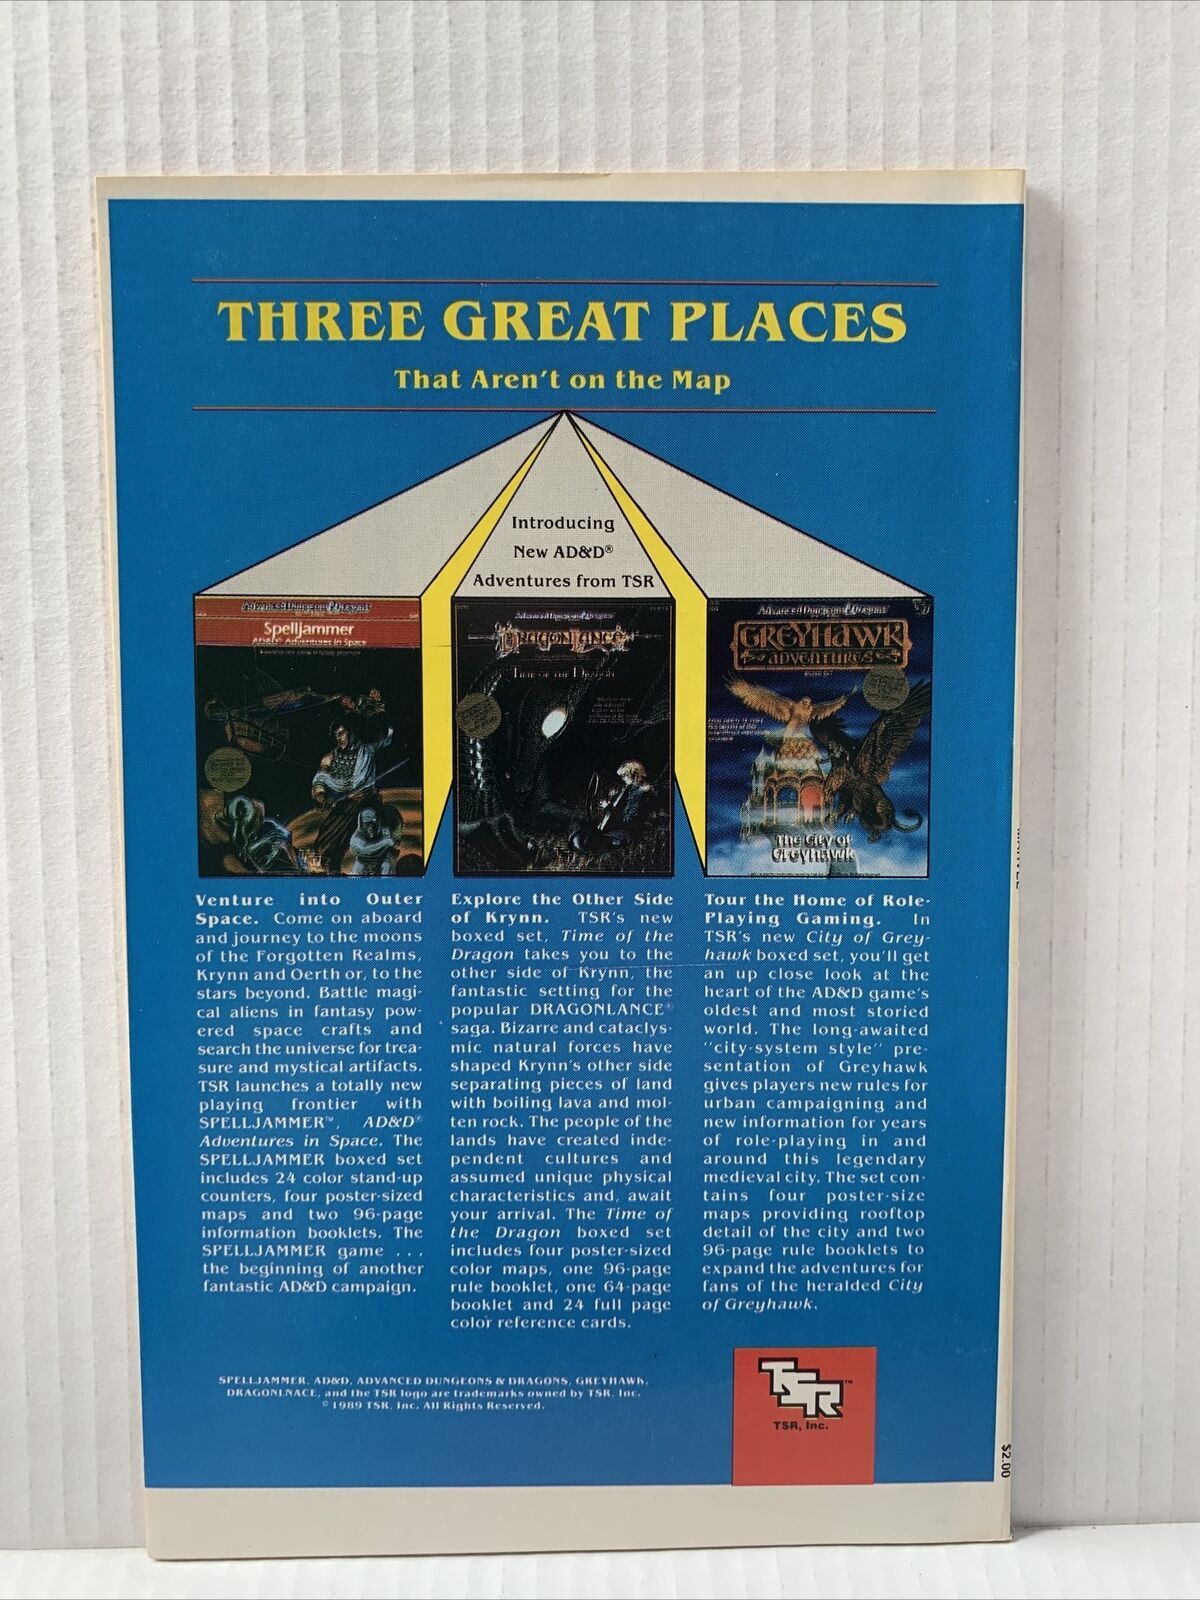 THREE GREAT PLACES
That Aren't on the Map
Introducing
New AD&D®
Adventures from TSR
Advanced Dungeons & Dragons
Spelljammer
AD&D Adventures in Space
Advanced Dungeons & Dragons
DRAGONLANCE
TIME OF THE DRAGON
Advanced Dungeons & Dragons
GREYHAWK
ADVENTURES
The City of
Greyhawk
Venture into Outer
Space. Come on aboard
and journey to the moons
of the Forgotten Realms,
Krynn and Oerth or, to the
stars beyond. Battle magi-
cal aliens in fantasy pow-
ered space crafts and
search the universe for trea-
sure and mystical artifacts.
TSR launches a totally new
playing frontier with
SPELLJAMMER™, AD&D®
Adventures in Space. The
SPELLJAMMER boxed set
includes 24 color stand-up
counters, four poster-sized
maps and two 96-page
information booklets. The
SPELLJAMMER game . . .
the beginning of another
fantastic AD&D campaign.
Explore the Other Side
of Krynn. TSR's new
boxed set, Time of the
Dragon takes you to the
other side of Krynn, the
fantastic setting for the
popular DRAGONLANCE®
saga. Bizarre and cataclys-
mic natural forces have
shaped Krynn's other side
separating pieces of land
with boiling lava and mol-
ten rock. The people of the
lands have created inde-
pendent cultures and
assumed unique physical
characteristics and, await
your arrival. The Time of
the Dragon boxed set
includes four poster-sized
color maps, one 96-page
rule booklet, one 64-page
booklet and 24 full page
color reference cards.
Tour the Home of Role-
Playing Gaming. In
TSR's new City of Grey-
hawk boxed set, you'll get
an up close look at the
heart of the AD&D game's
oldest and most storied
world. The long-awaited
"city-system style" pre-
sentation of Greyhawk
gives players new rules for
urban campaigning and
new information for years
of role-playing in and
around this legendary
medieval city. The set con-
tains four poster-size
maps providing rooftop
detail of the city and two
96-page rule booklets to
expand the adventures for
fans of the heralded City
of Greyhawk.
SPELLJAMMER, AD&D, ADVANCED DUNGEONS & DRAGONS, GREYHAWK,
DRAGONLNACE, and the TSR logo are trademarks owned by TSR, Inc.
© 1989 TSR, Inc. All Rights Reserved.
TSR™
TSR, Inc.
$2.00